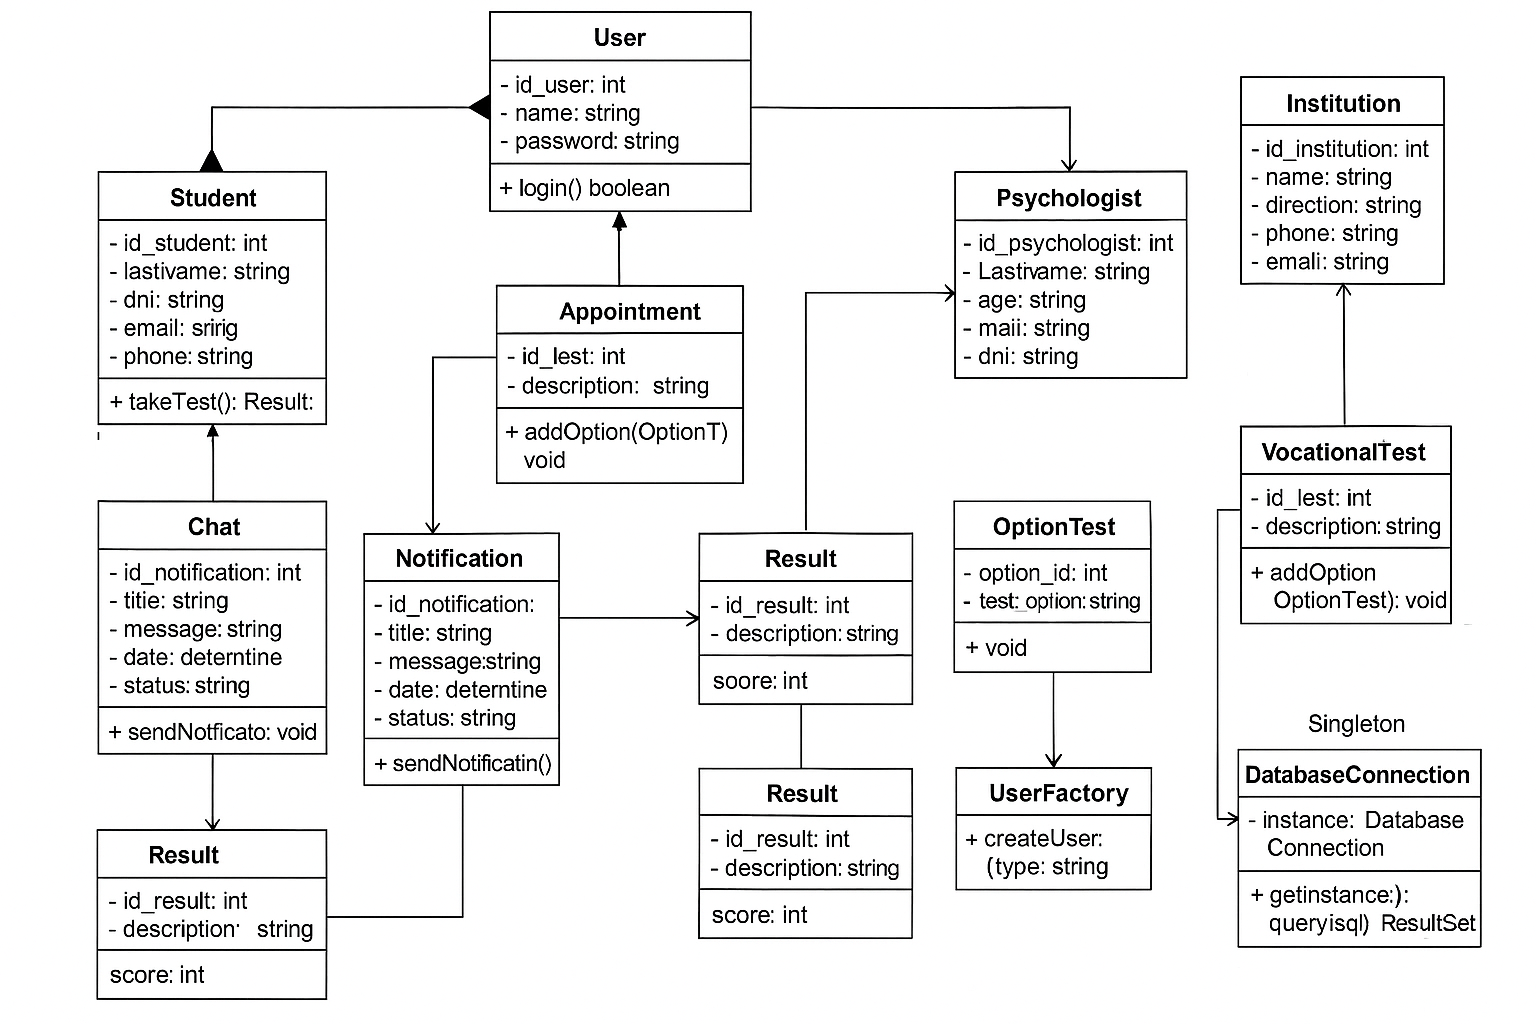 User
- id_user: int
- name: string
- password: string
+ login() boolean
Student
- id_student: int
- lastivame: string
- dni: string
- email: sririg
- phone: string
+ takeTest(): Result:
Appointment
- id_lest: int
- description: string
+ addOption(OptionT)
void
Psychologist
- id_psychologist: int
- Lastivame: string
- age: string
- maii: string
- dni: string
Institution
- id_institution: int
- name: string
- direction: string
- phone: string
- emali: string
Chat
- id_notification: int
- titie: string
- message: string
- date: deterntine
- status: string
+ sendNotficato: void
Notification
- id_notification:
- title: string
- message:string
- date: deterntine
- status: string
+ sendNotificatin()
Result
- id_result: int
- description: string
soore: int
OptionTest
- option_id: int
- test:_option: string
+ void
VocationalTest
- id_lest: int
- description: string
+ addOption
OptionTest): void
Result
- id_result: int
- description: string
score: int
Result
- id_result: int
- description: string
score: int
UserFactory
+ createUser:
(type: string
Singleton
DatabaseConnection
- instance: Database
Connection
+ getinstance:):
queryisql) ResultSet